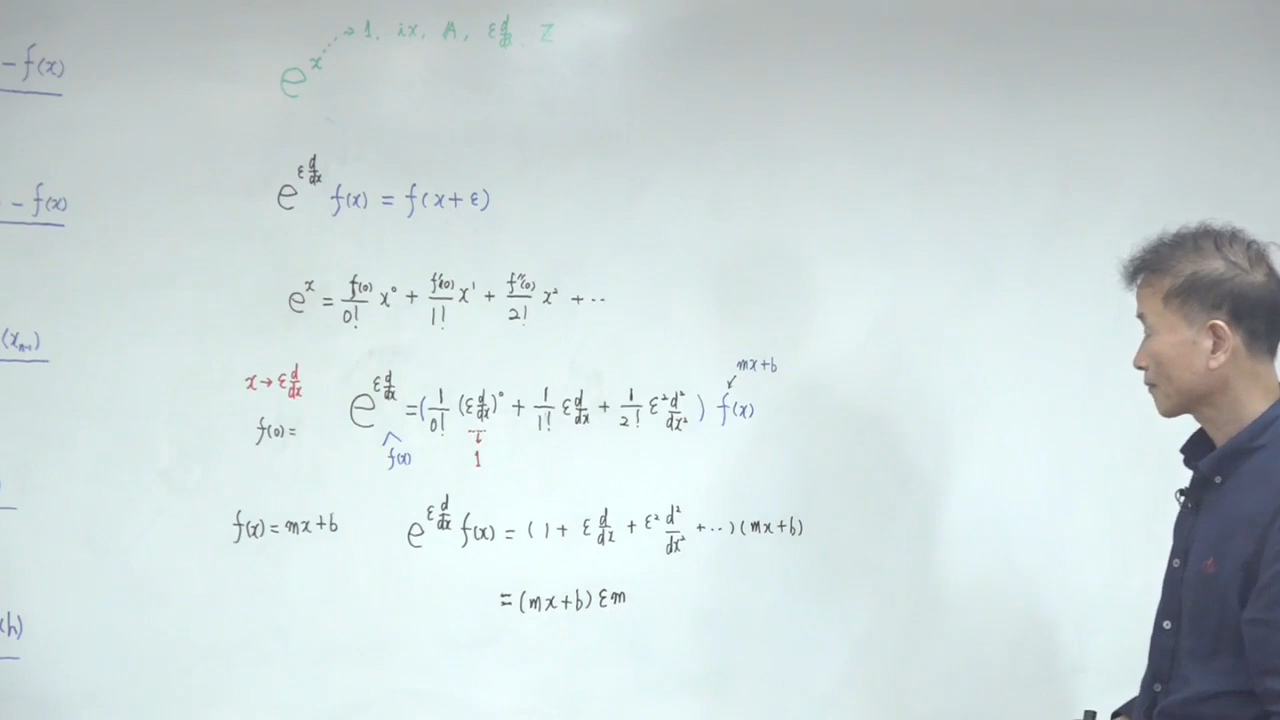 1, ix, A, ε d/dx, Z
e^x
e^(ε d/dx) f(x) = f(x+ε)
e^x = f(0)/0! x^0 + f'(0)/1! x^1 + f''(0)/2! x^2 + ..
x → ε d/dx
f(0) =
mx+b
e^(ε d/dx) = ( 1/0! (ε d/dx)^0 + 1/1! ε d/dx + 1/2! ε^2 d^2/dx^2 ) f(x)
f(x)
1
f(x) = mx+b
e^(ε d/dx) f(x) = ( 1 + ε d/dx + ε^2 d^2/dx^2 + .. ) (mx+b)
= (mx+b) εm
- f(x)
- f(x)
(x_{n-1})